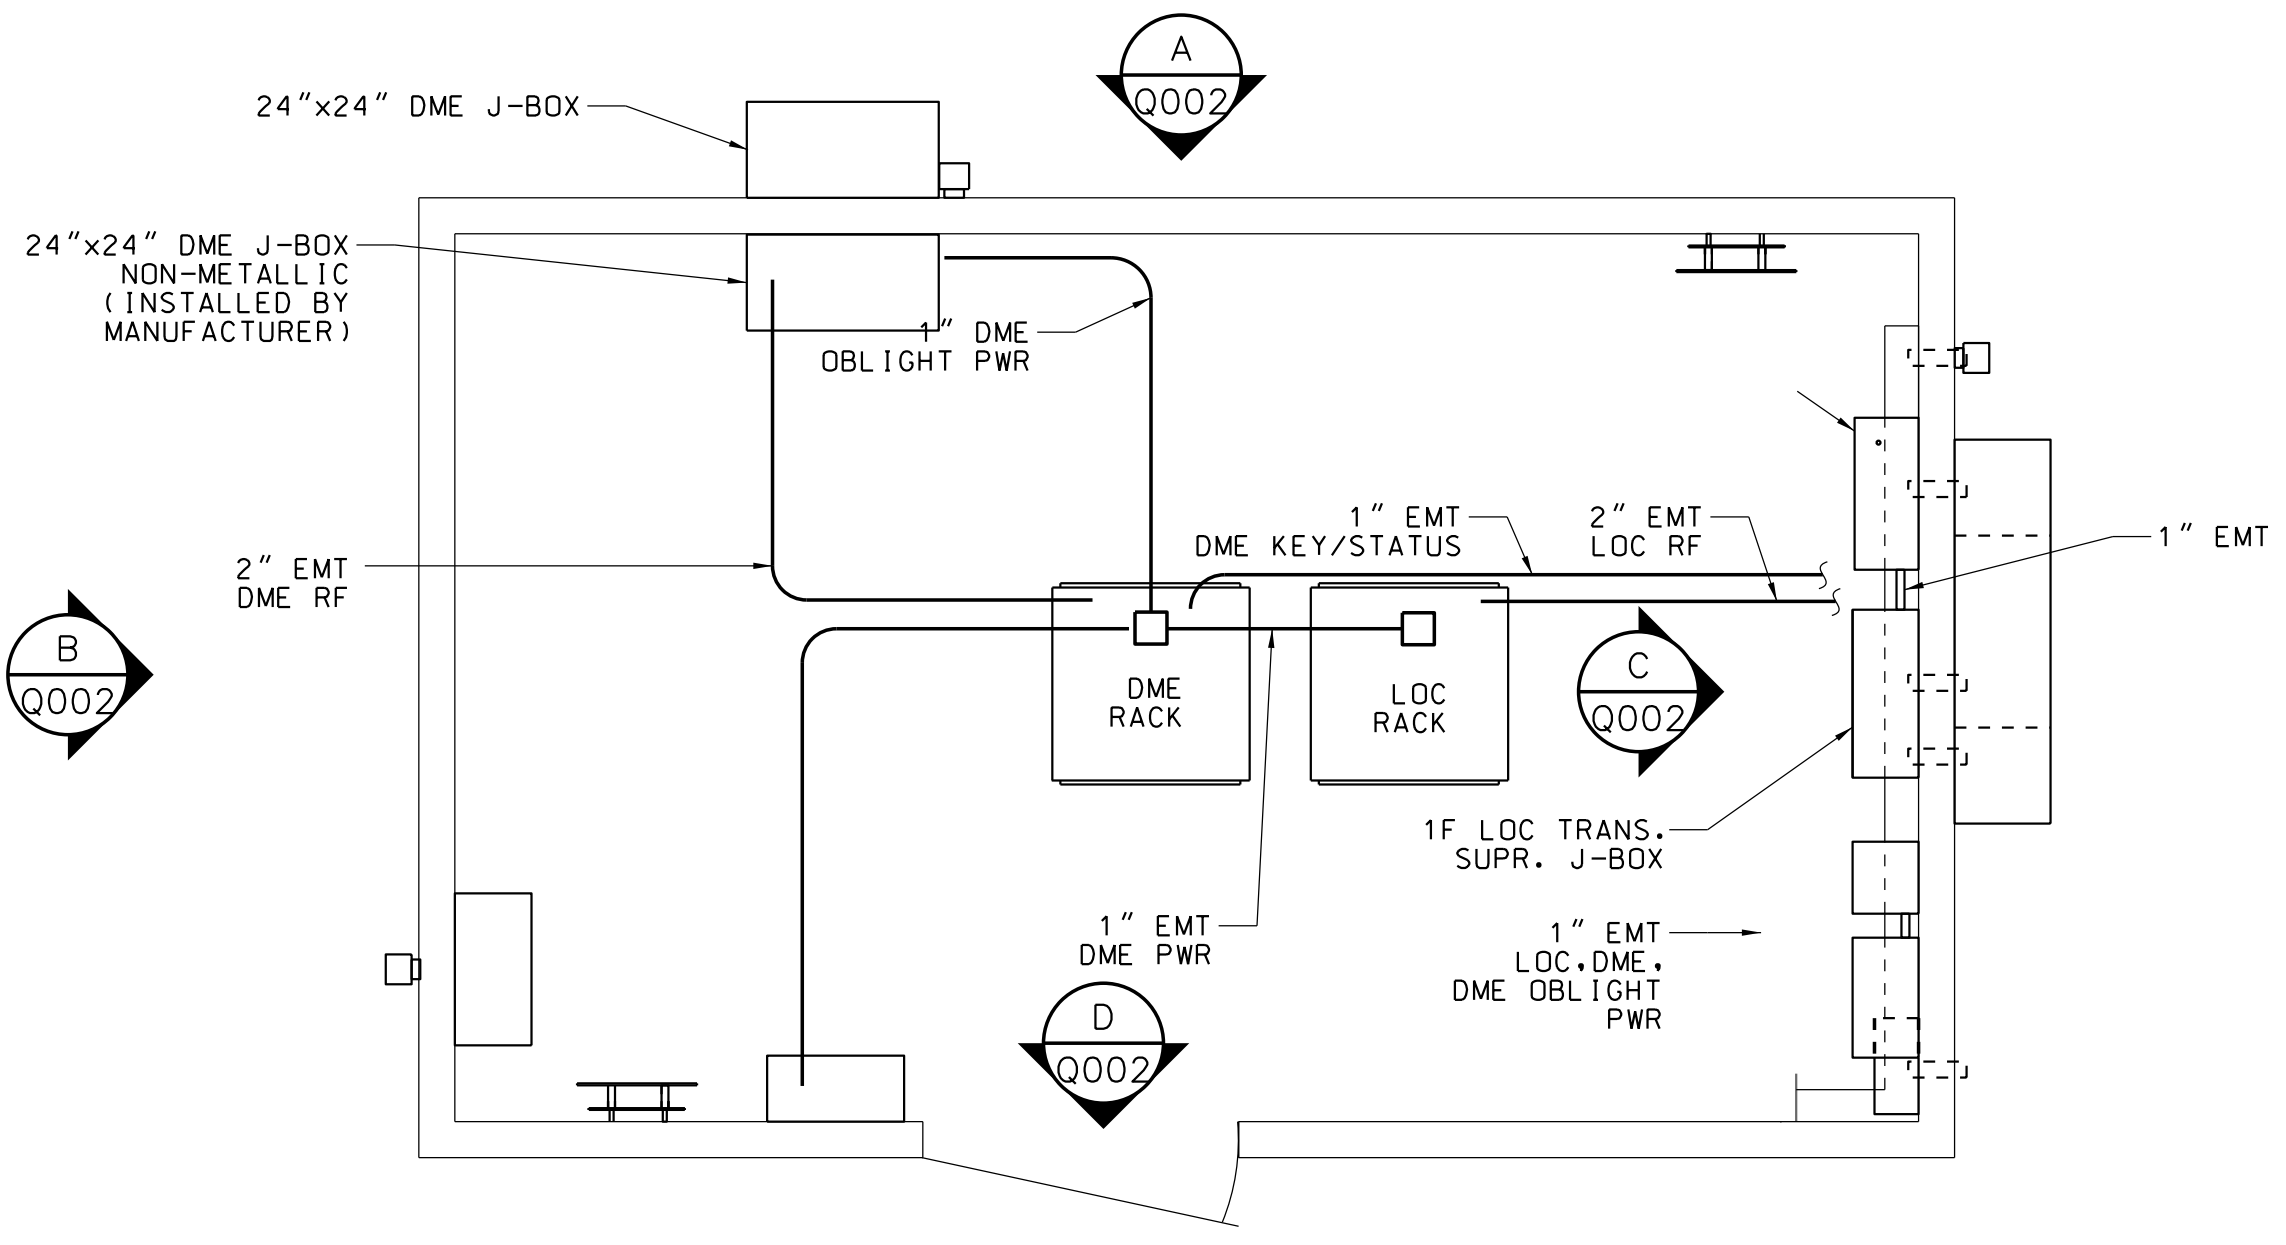 A
Q002
24"x24" DME J-BOX
24"x24" DME J-BOX
NON-METALLIC
(INSTALLED BY
MANUFACTURER)
1" DME
OBLIGHT PWR
1" EMT
DME KEY/STATUS
2" EMT
LOC RF
1" EMT
2" EMT
DME RF
B
Q002
DME
RACK
LOC
RACK
C
Q002
1F LOC TRANS.
SUPR. J-BOX
1" EMT
DME PWR
1" EMT
LOC,DME,
DME OBLIGHT
PWR
D
Q002